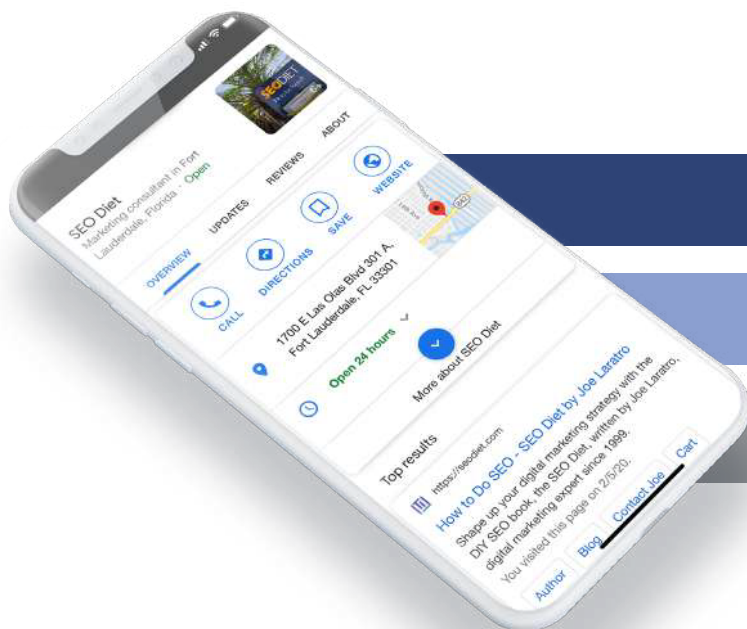 SEO Diet
Marketing consultant in Fort
Lauderdale, Florida · Open
SEODIET
OVERVIEW
UPDATES
REVIEWS
ABOUT
CALL
DIRECTIONS
SAVE
WEBSITE
1700 E Las Olas Blvd 301 A,
Fort Lauderdale, FL 33301
Open 24 hours
More about SEO Diet
Top results
https://seodiet.com
How to Do SEO - SEO Diet by Joe Laratro
Shape up your digital marketing strategy with the
DIY SEO book, the SEO Diet, written by Joe Laratro,
digital marketing expert since 1999.
You visited this page on 2/5/20.
Author
Blog
Contact Joe
Cart